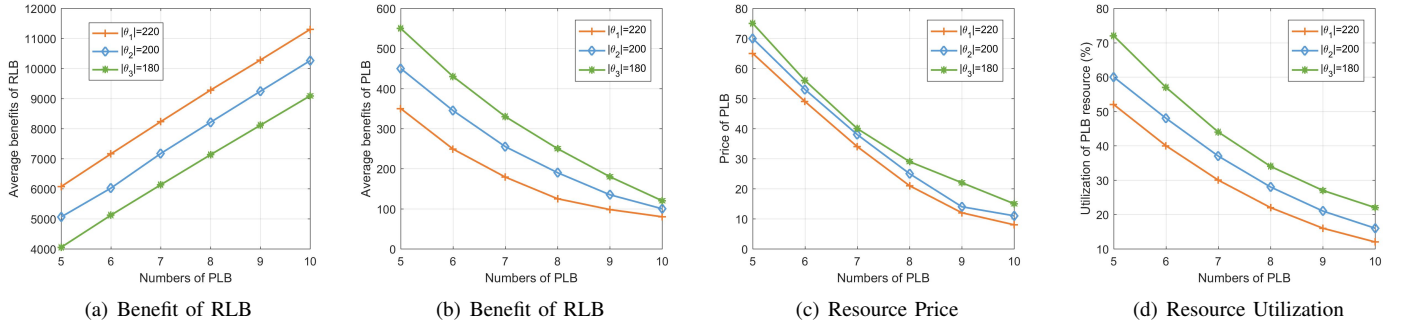 12000
11000
10000
9000
8000
7000
6000
5000
4000
Average benefits of RLB
|θ1|=220
|θ2|=200
|θ3|=180
5 6 7 8 9 10
Numbers of PLB
(a) Benefit of RLB
600
500
400
300
200
100
0
Average benefits of PLB
|θ1|=220
|θ2|=200
|θ3|=180
5 6 7 8 9 10
Numbers of PLB
(b) Benefit of RLB
80
70
60
50
40
30
20
10
0
Price of PLB
|θ1|=220
|θ2|=200
|θ3|=180
5 6 7 8 9 10
Numbers of PLB
(c) Resource Price
80
70
60
50
40
30
20
10
Utilization of PLB resource (%)
|θ1|=220
|θ2|=200
|θ3|=180
5 6 7 8 9 10
Numbers of PLB
(d) Resource Utilization